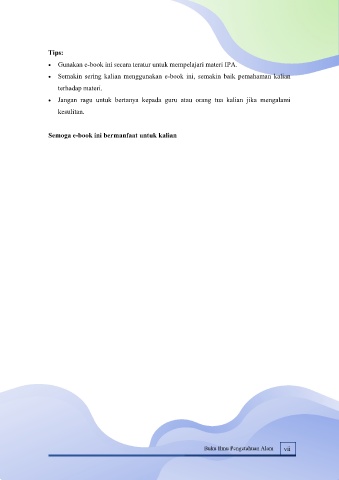 Tips:
• Gunakan e-book ini secara teratur untuk mempelajari materi IPA.
• Semakin sering kalian menggunakan e-book ini, semakin baik pemahaman kalian
terhadap materi.
• Jangan ragu untuk bertanya kepada guru atau orang tua kalian jika mengalami
kesulitan.
Semoga e-book ini bermanfaat untuk kalian
Buku Ilmu Pengetahuan Alam vii